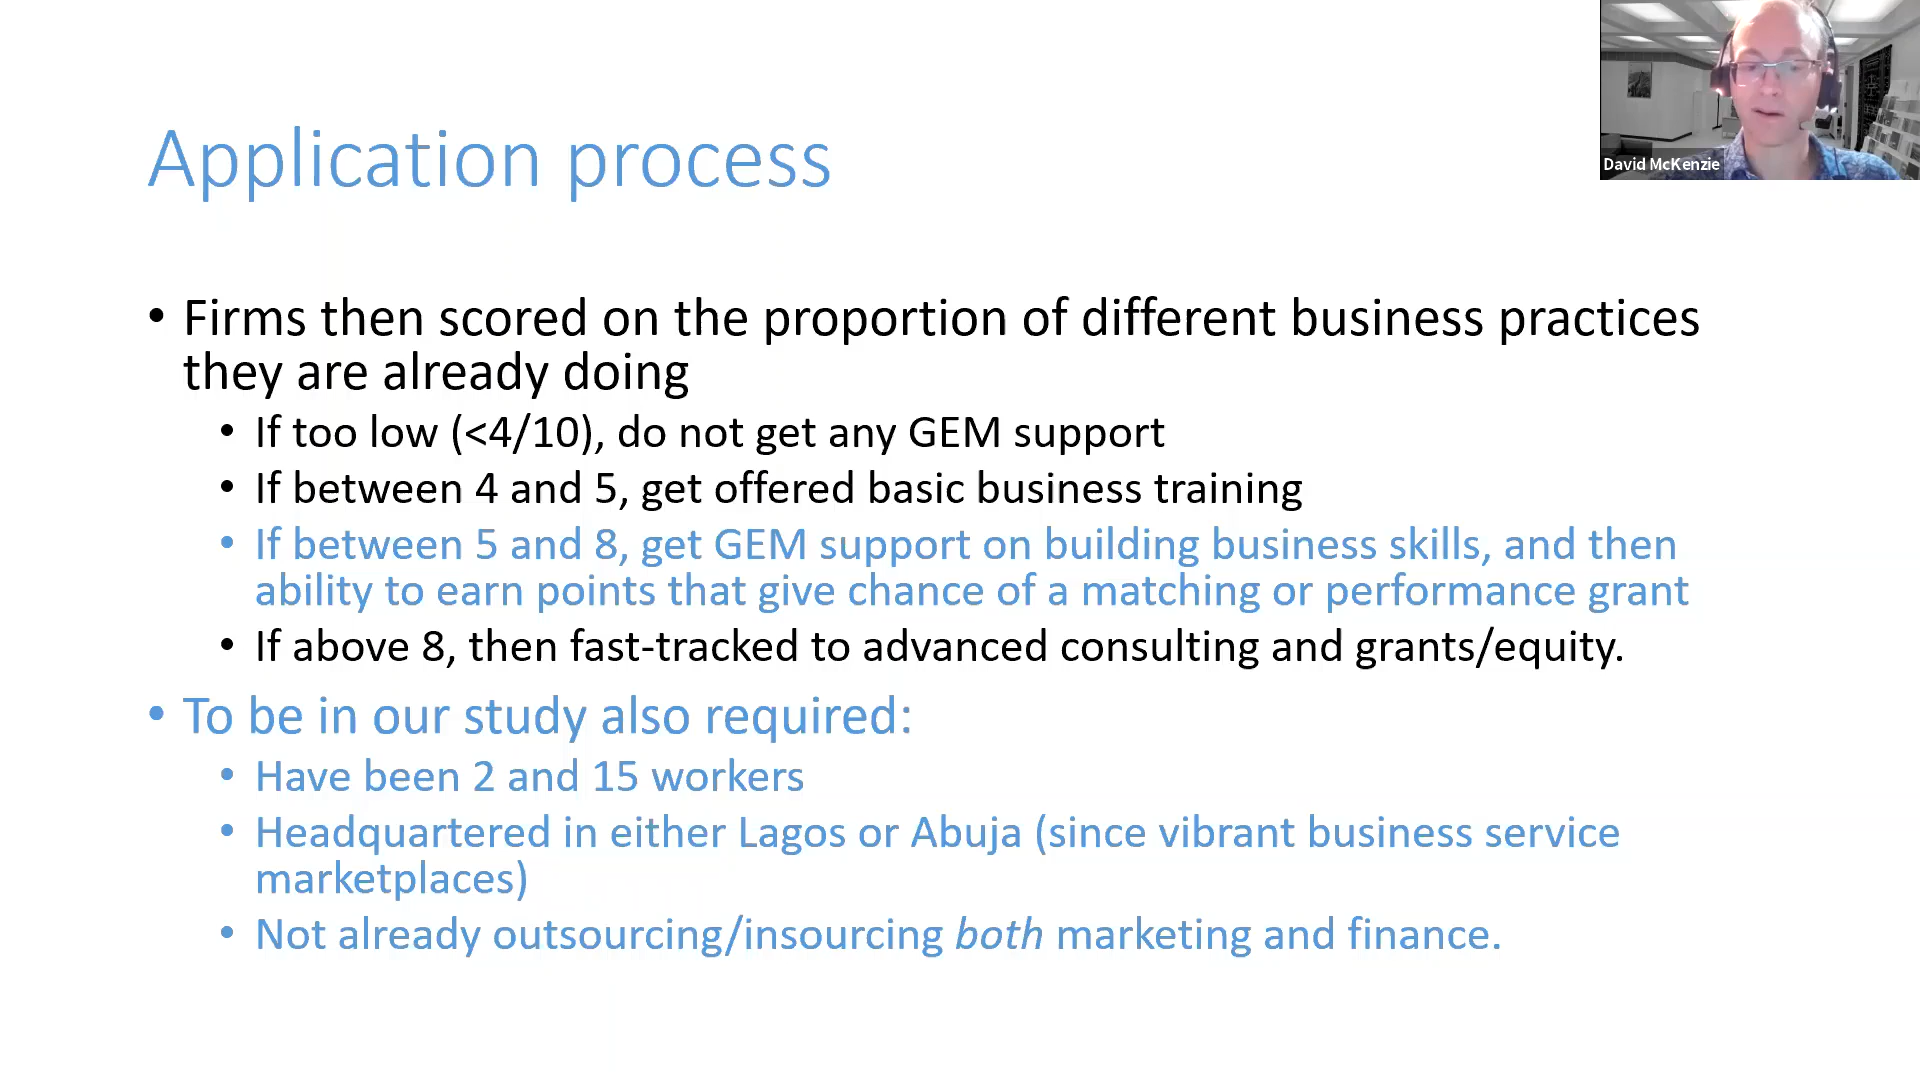 Application process
David McKenzie
• Firms then scored on the proportion of different business practices
they are already doing
• If too low (<4/10), do not get any GEM support
• If between 4 and 5, get offered basic business training
• If between 5 and 8, get GEM support on building business skills, and then
ability to earn points that give chance of a matching or performance grant
• If above 8, then fast-tracked to advanced consulting and grants/equity.
• To be in our study also required:
• Have been 2 and 15 workers
• Headquartered in either Lagos or Abuja (since vibrant business service
marketplaces)
• Not already outsourcing/insourcing both marketing and finance.